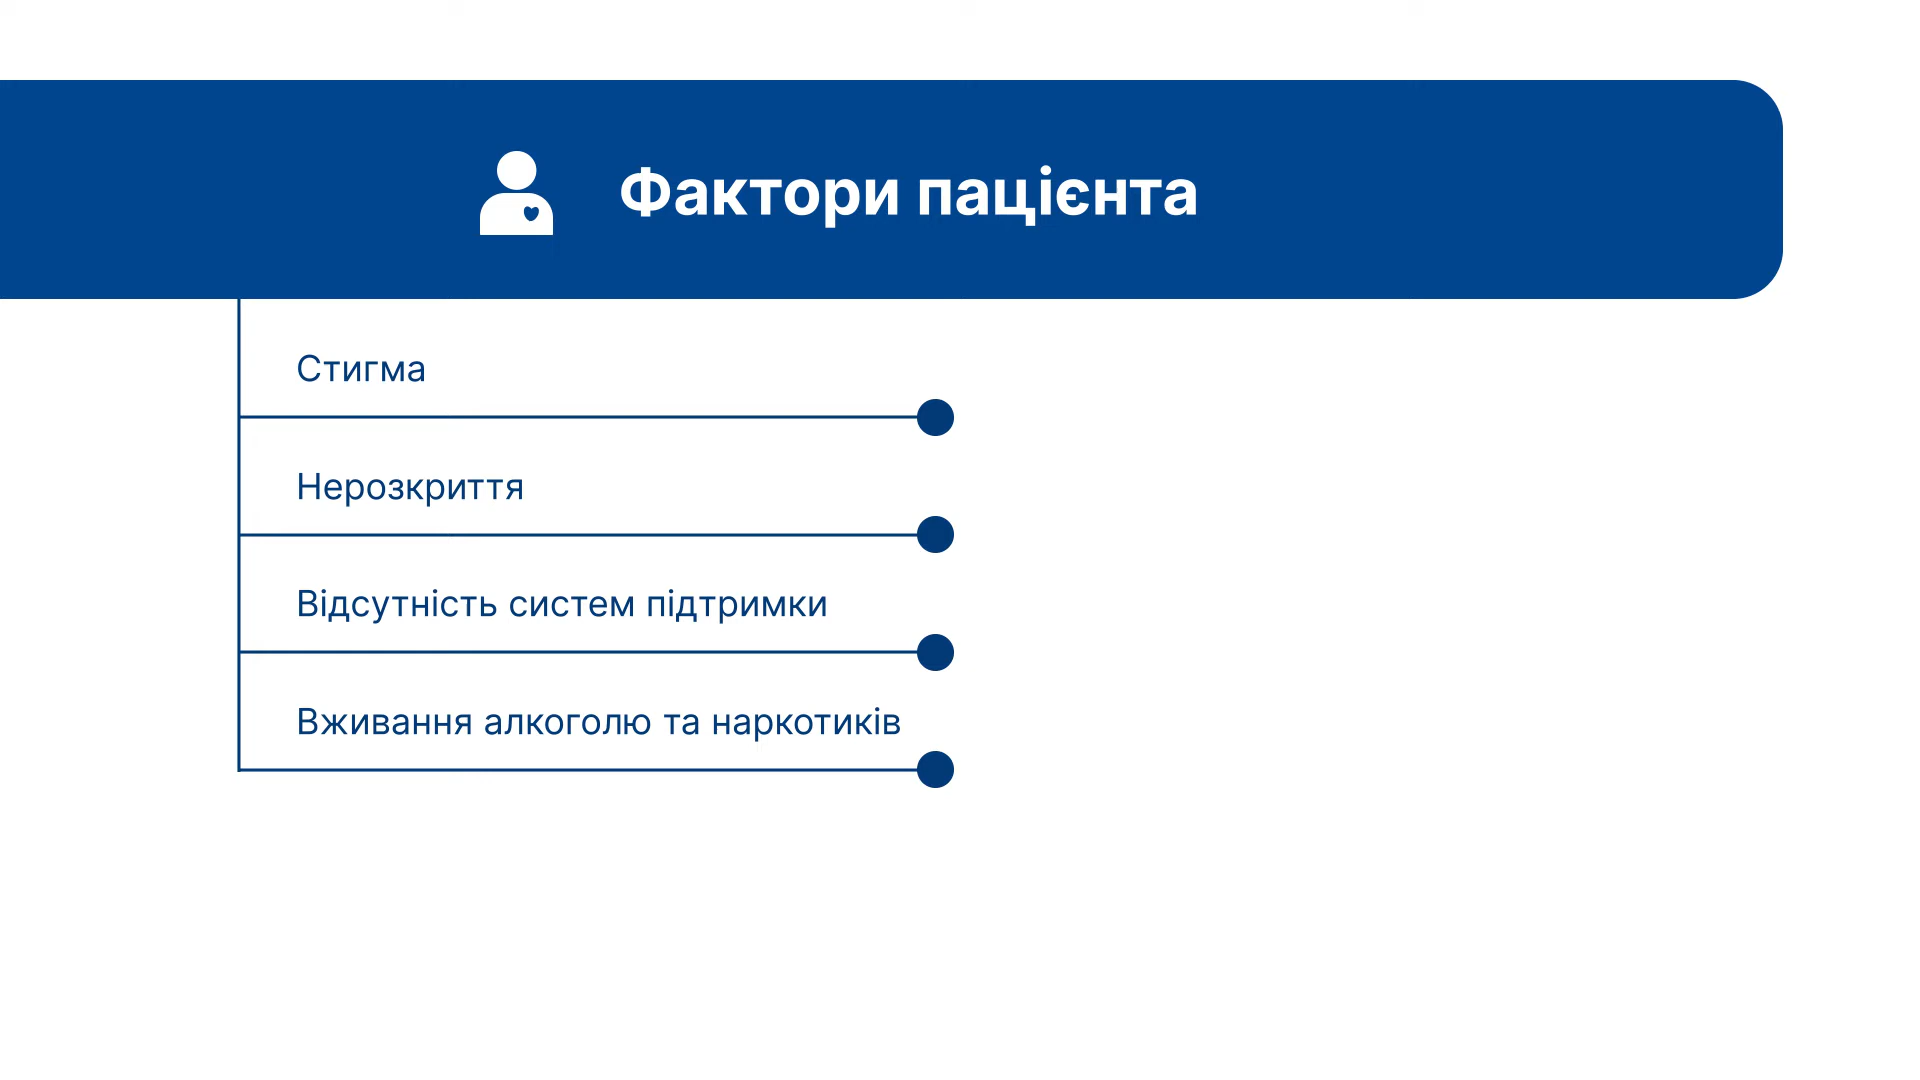 Фактори пацієнта
Стигма
Нерозкриття
Відсутність систем підтримки
Вживання алкоголю та наркотиків